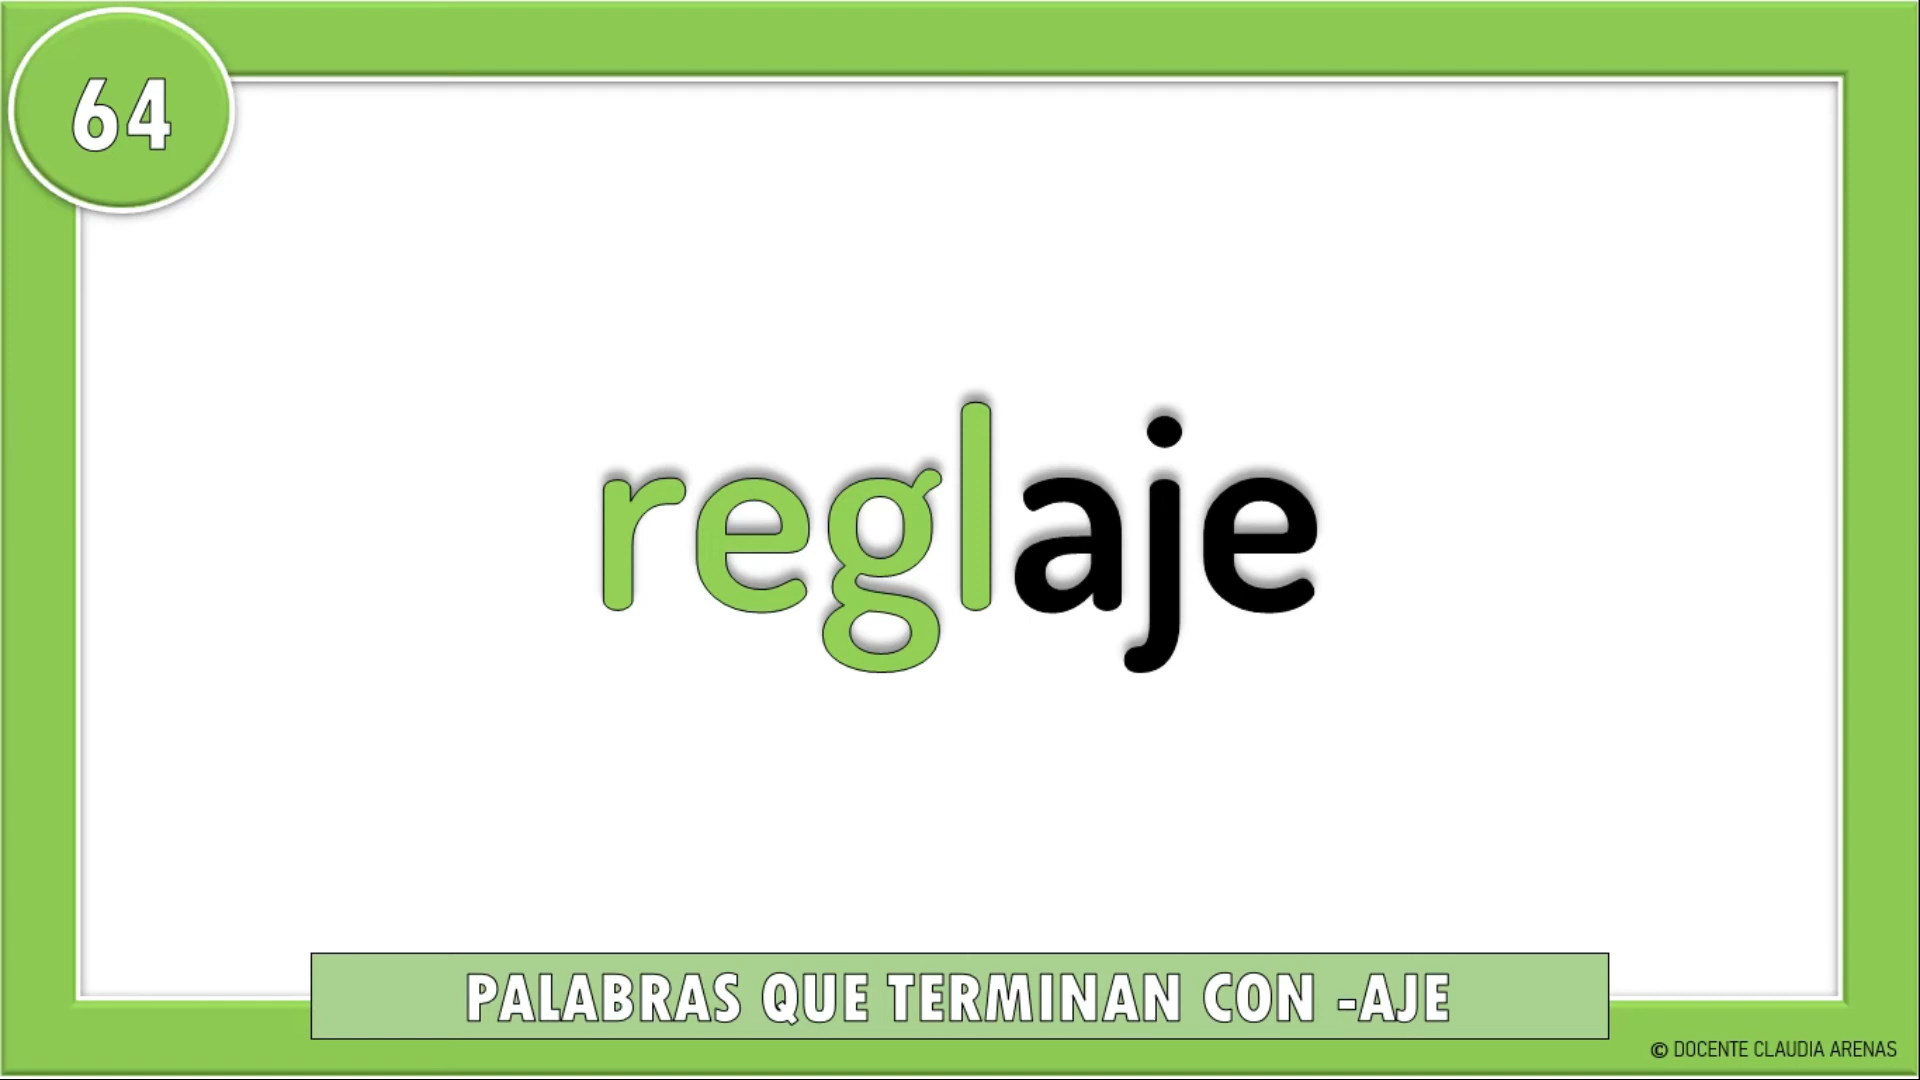 64
reglaje
PALABRAS QUE TERMINAN CON -AJE
© DOCENTE CLAUDIA ARENAS